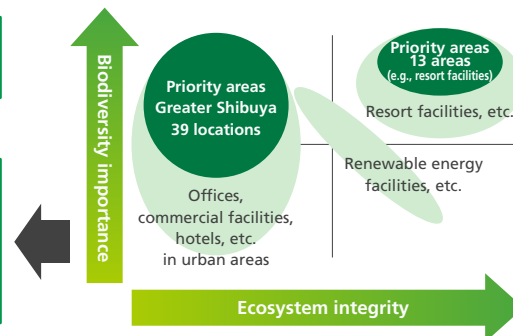 Biodiversity importance
Priority areas
Greater Shibuya
39 locations
Offices,
commercial facilities,
hotels, etc.
in urban areas
Priority areas
13 areas
(e.g., resort facilities)
Resort facilities, etc.
Renewable energy
facilities, etc.
Ecosystem integrity